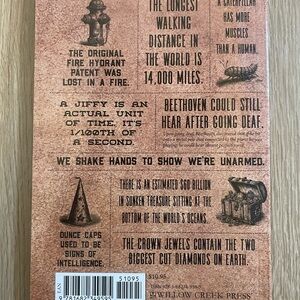 THE ORIGINAL
FIRE HYDRANT
PATENT WAS
LOST IN A FIRE.
THE LONGEST
WALKING
DISTANCE IN
THE WORLD IS
14,000 MILES.
A CATERPILLAR
HAS MORE
MUSCLES
THAN A HUMAN.
A JIFFY IS AN
ACTUAL UNIT
OF TIME, IT'S
1/100TH OF A
SECOND.
BEETHOVEN COULD STILL
HEAR AFTER GOING DEAF.
WE SHAKE HANDS TO SHOW WE'RE UNARMED.
DUNCE CAPS
USED TO BE
SIGNS OF
INTELLIGENCE.
THERE IS AN ESTIMATED $60 BILLION
IN SUNKEN TREASURE SITTING AT THE
BOTTOM OF THE WORLD'S OCEANS.
THE CROWN JEWELS CONTAIN THE TWO
BIGGEST CUT DIAMONDS ON EARTH.
51095
EAN
$10.95
WILLOW CREEK PRESS